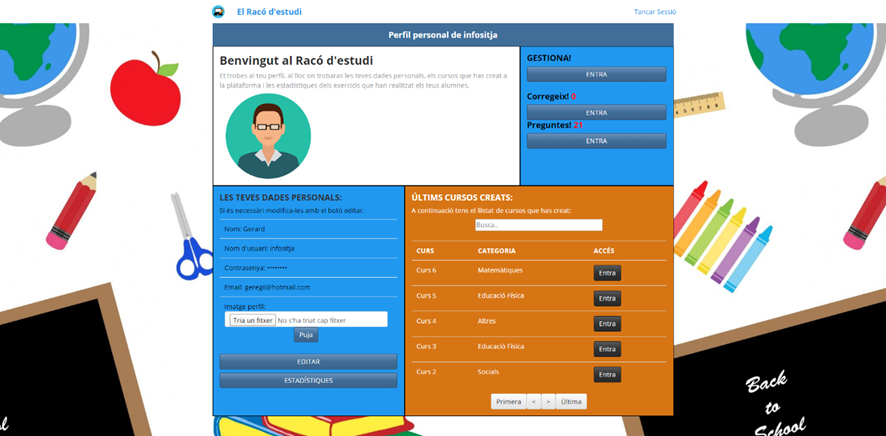 El Racó d'estudi
Tancar Sessió
Perfil personal de infositja
Benvingut al Racó d'estudi
Et trobes al teu perfil, al lloc on trobaras les teves dades personals, els cursos que has creat a
la plataforma i les estadístiques dels exercicis que han realitzat els teus alumnes.
GESTIONA!
ENTRA
Corregeix! 0
ENTRA
Preguntes! 21
ENTRA
LES TEVES DADES PERSONALS:
Si és necessàri modifica-les amb el botó editar.
Nom: Gerard
Nom d'usuari: infositja
Contrasenya: ••••••••
Email: geregil@hotmail.com
Imatge perfil:
Tria un fitxer No s'ha triat cap fitxer
Puja
EDITAR
ESTADÍSTIQUES
ÚLTIMS CURSOS CREATS:
A continuació tens el llistat de cursos que has creat:
Busca..
CURS CATEGORIA ACCÉS
Curs 6 Matemàtiques Entra
Curs 5 Educació Física Entra
Curs 4 Altres Entra
Curs 3 Educació Física Entra
Curs 2 Socials Entra
Primera < > Última
Back
to
School